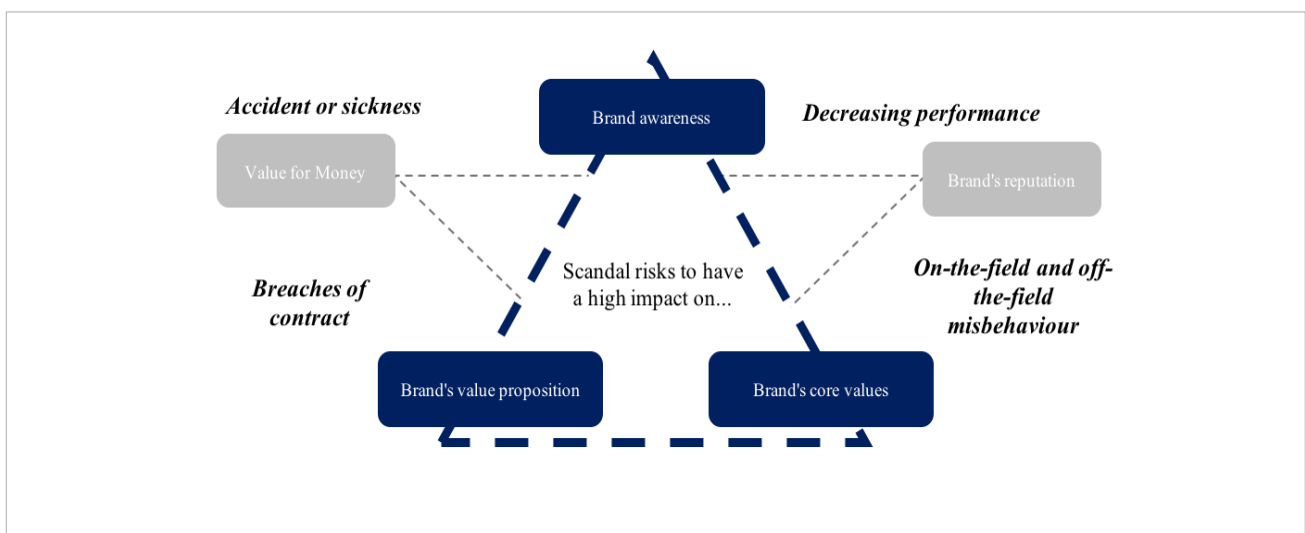 Accident or sickness
Brand awareness
Decreasing performance
Value for Money
Brand's reputation
Scandal risks to have
a high impact on...
Breaches of
contract
On-the-field and off-
the-field
misbehaviour
Brand's value proposition
Brand's core values